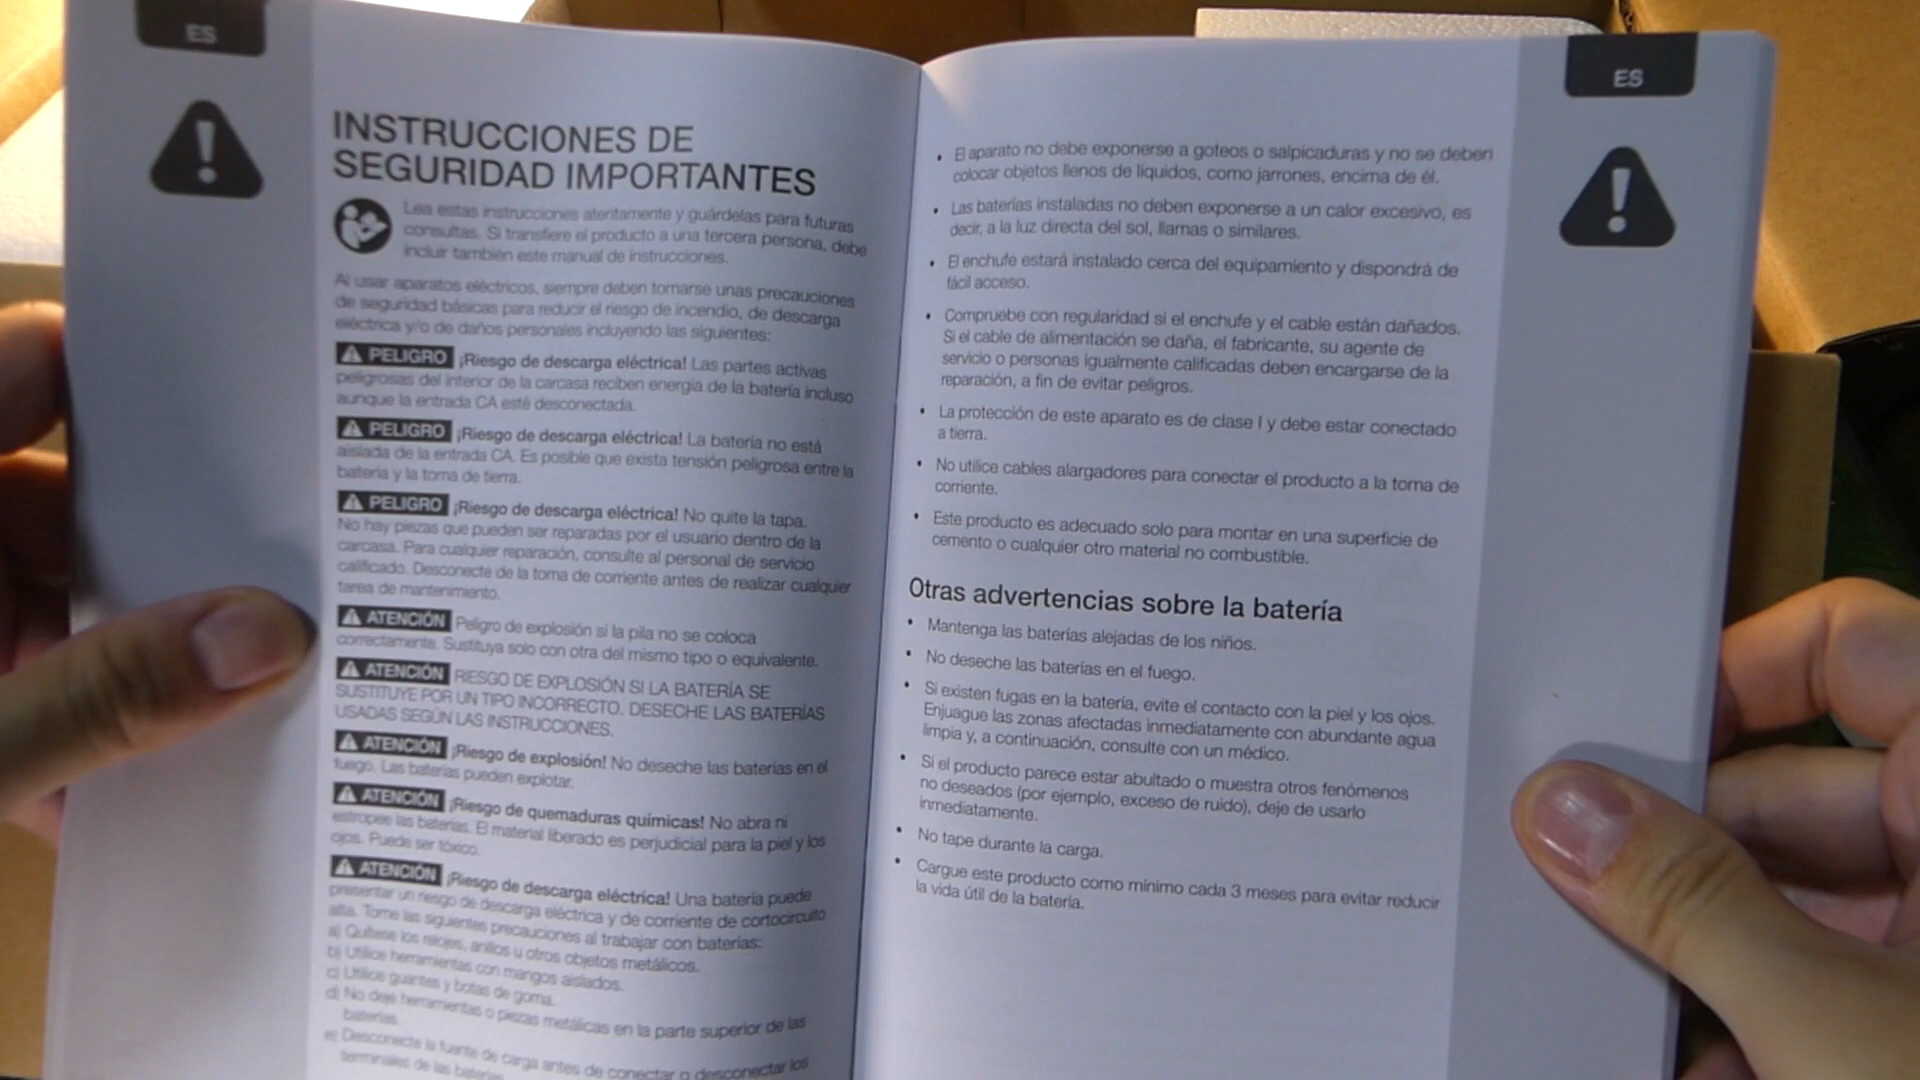 ES
INSTRUCCIONES DE
SEGURIDAD IMPORTANTES
Lea estas instrucciones atentamente y guárdelas para futuras
consultas. Si transfiere el producto a una tercera persona, debe
incluir también este manual de instrucciones.
Al usar aparatos eléctricos, siempre deben tomarse unas precauciones
de seguridad básicas para reducir el riesgo de incendio, de descarga
eléctrica y/o de daños personales incluyendo las siguientes:
PELIGRO ¡Riesgo de descarga eléctrica! Las partes activas
peligrosas del interior de la carcasa reciben energía de la batería incluso
aunque la entrada CA esté desconectada.
PELIGRO ¡Riesgo de descarga eléctrica! La batería no está
aislada de la entrada CA. Es posible que exista tensión peligrosa entre la
batería y la toma de tierra.
PELIGRO ¡Riesgo de descarga eléctrica! No quite la tapa.
No hay piezas que pueden ser reparadas por el usuario dentro de la
carcasa. Para cualquier reparación, consulte al personal de servicio
calificado. Desconecte de la toma de corriente antes de realizar cualquier
tarea de mantenimiento.
ATENCIÓN Peligro de explosión si la pila no se coloca
correctamente. Sustituya solo con otra del mismo tipo o equivalente.
ATENCIÓN RIESGO DE EXPLOSIÓN SI LA BATERÍA SE
SUSTITUYE POR UN TIPO INCORRECTO. DESECHE LAS BATERÍAS
USADAS SEGÚN LAS INSTRUCCIONES.
ATENCIÓN ¡Riesgo de explosión! No deseche las baterías en el
fuego. Las baterías pueden explotar.
ATENCIÓN ¡Riesgo de quemaduras químicas! No abra ni
estropee las baterías. El material liberado es perjudicial para la piel y los
ojos. Puede ser tóxico.
ATENCIÓN ¡Riesgo de descarga eléctrica! Una batería puede
presentar un riesgo de descarga eléctrica y de corriente de cortocircuito
alta. Tome las siguientes precauciones al trabajar con baterías:
a) Quítese los relojes, anillos u otros objetos metálicos.
b) Utilice herramientas con mangos aislados.
c) Utilice guantes y botas de goma.
d) No deje herramientas o piezas metálicas en la parte superior de las
baterías.
e) Desconecte la fuente de carga antes de conectar o desconectar los
terminales de las baterías.
ES
• El aparato no debe exponerse a goteos o salpicaduras y no se deben
colocar objetos llenos de líquidos, como jarrones, encima de él.
• Las baterías instaladas no deben exponerse a un calor excesivo, es
decir, a la luz directa del sol, llamas o similares.
• El enchufe estará instalado cerca del equipamiento y dispondrá de
fácil acceso.
• Compruebe con regularidad si el enchufe y el cable están dañados.
Si el cable de alimentación se daña, el fabricante, su agente de
servicio o personas igualmente calificadas deben encargarse de la
reparación, a fin de evitar peligros.
• La protección de este aparato es de clase I y debe estar conectado
a tierra.
• No utilice cables alargadores para conectar el producto a la toma de
corriente.
• Este producto es adecuado solo para montar en una superficie de
cemento o cualquier otro material no combustible.
Otras advertencias sobre la batería
• Mantenga las baterías alejadas de los niños.
• No deseche las baterías en el fuego.
• Si existen fugas en la batería, evite el contacto con la piel y los ojos.
Enjuague las zonas afectadas inmediatamente con abundante agua
limpia y, a continuación, consulte con un médico.
• Si el producto parece estar abultado o muestra otros fenómenos
no deseados (por ejemplo, exceso de ruido), deje de usarlo
inmediatamente.
• No tape durante la carga.
• Cargue este producto como mínimo cada 3 meses para evitar reducir
la vida útil de la batería.